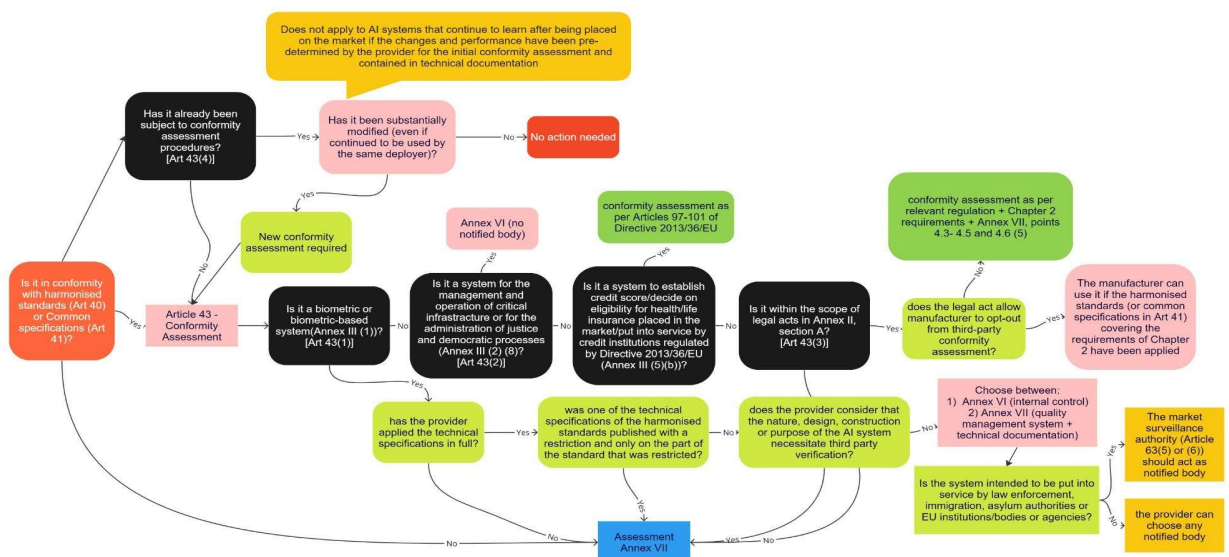 Does not apply to AI systems that continue to learn after being placed
on the market if the changes and performance have been pre-
determined by the provider for the initial conformity assessment and
contained in technical documentation
Has it already been
subject to conformity
assessment
procedures?
[Art 43(4)]
Yes
Has it been substantially
modified (even if
continued to be used by
the same deployer)?
No
No action needed
Yes
No
New conformity
assessment required
Annex VI (no
notified body)
Yes
conformity assessment as
per Articles 97-101 of
Directive 2013/36/EU
Yes
conformity assessment as per
relevant regulation + Chapter 2
requirements + Annex VII, points
4.3- 4.5 and 4.6 (5)
No
Is it in conformity
with harmonised
standards (Art 40)
or Common
specifications (Art
41)?
Yes
Article 43 -
Conformity
Assessment
Is it a biometric or
biometric-based
system(Annex III (1))?
[Art 43(1)]
No
Is it a system for the
management and
operation of critical
infrastructure or for the
administration of justice
and democratic processes
(Annex III (2) (8)?
[Art 43(2)]
No
Is it a system to establish
credit score/decide on
eligibility for health/life
insurance placed in the
market/put into service by
credit institutions regulated
by Directive 2013/36/EU
(Annex III (5)(b))?
No
Is it within the scope of
legal acts in Annex II,
section A?
[Art 43(3)]
Yes
does the legal act allow
manufacturer to opt-out
from third-party
conformity
assessment?
Yes
The manufacturer can
use it if the harmonised
standards (or common
specifications in Art 41)
covering
the requirements of
Chapter 2 have been
applied
Yes
has the provider
applied the technical
specifications in full?
Yes
was one of the technical
specifications of the
harmonised standards
published with a
restriction and only on
the part of the
standard that was restricted?
No
does the provider consider that
the nature, design, construction
or purpose of the AI system
necessitate third party
verification?
No
Choose between:
1) Annex VI (internal control)
2) Annex VII (quality
management system +
technical documentation)
Is the system intended to be put into
service by law enforcement,
immigration, asylum authorities or
EU institutions/bodies or agencies?
Yes
The market
surveillance
authority (Article
63(5) or (6))
should act as
notified body
No
the provider can
choose any
notified body
No
No
Yes
Assessment
Annex VII
Yes
No